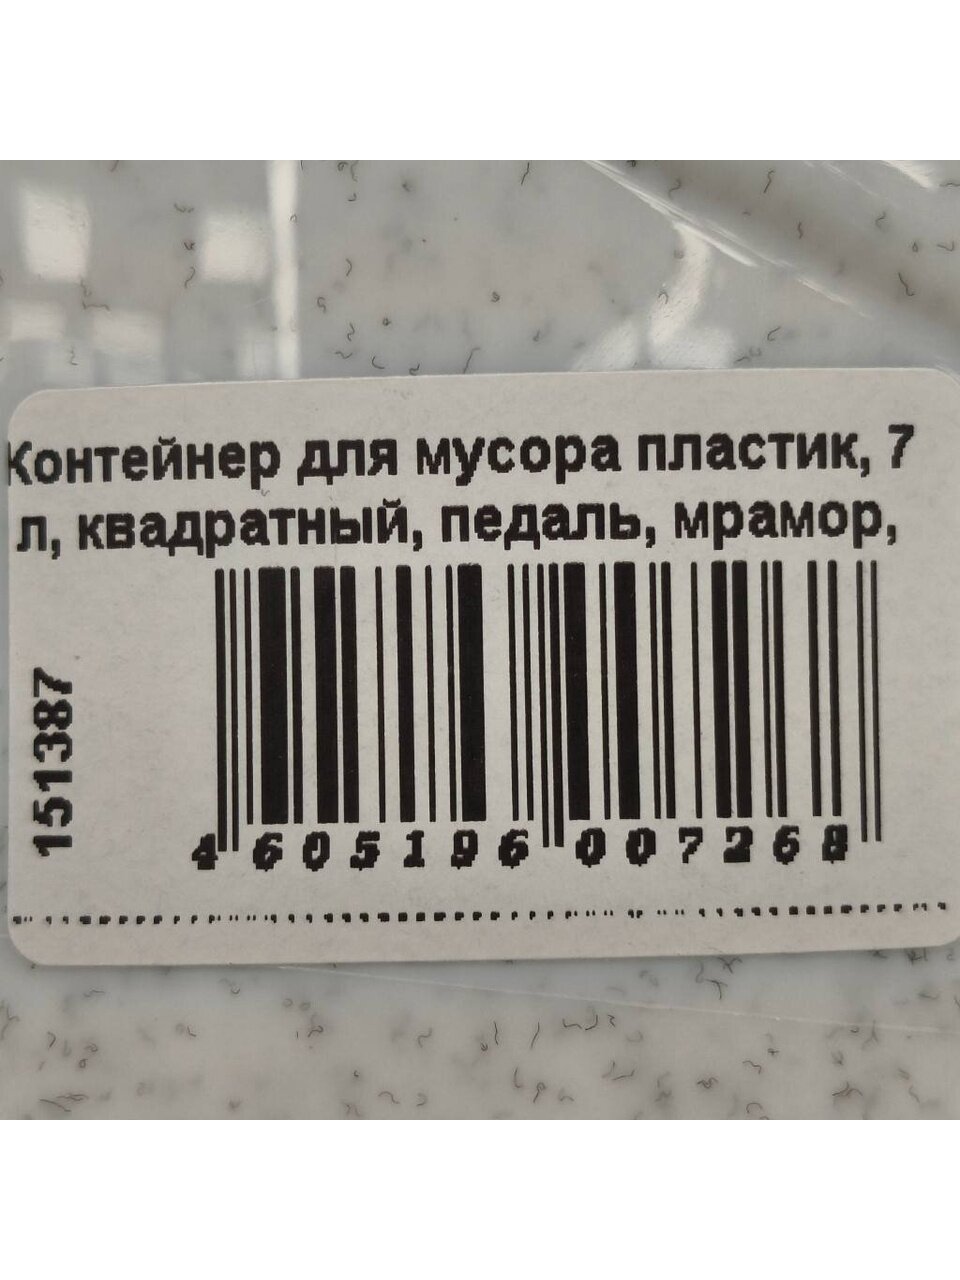 Контейнер для мусора пластик, 7
л, квадратный, педаль, мрамор,
151387
4 605196 007268